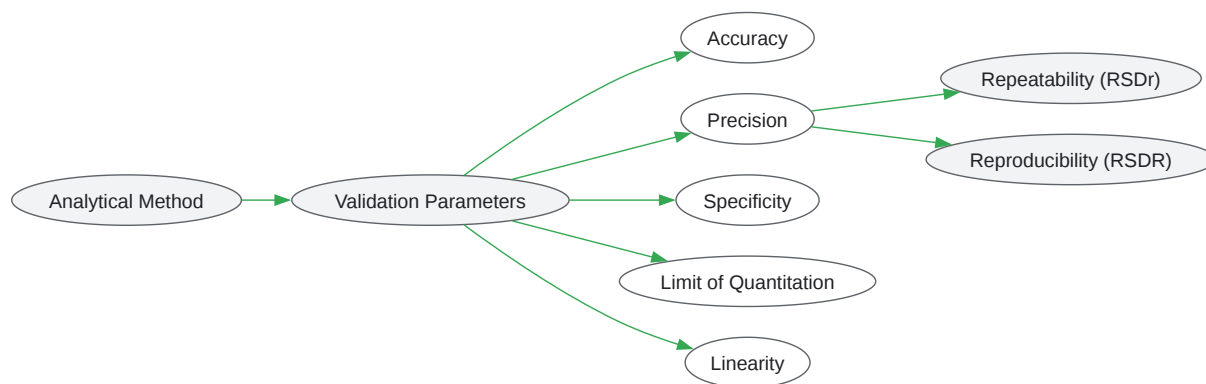 Accuracy
Repeatability (RSDr)
Precision
Reproducibility (RSDR)
Analytical Method
Validation Parameters
Specificity
Limit of Quantitation
Linearity